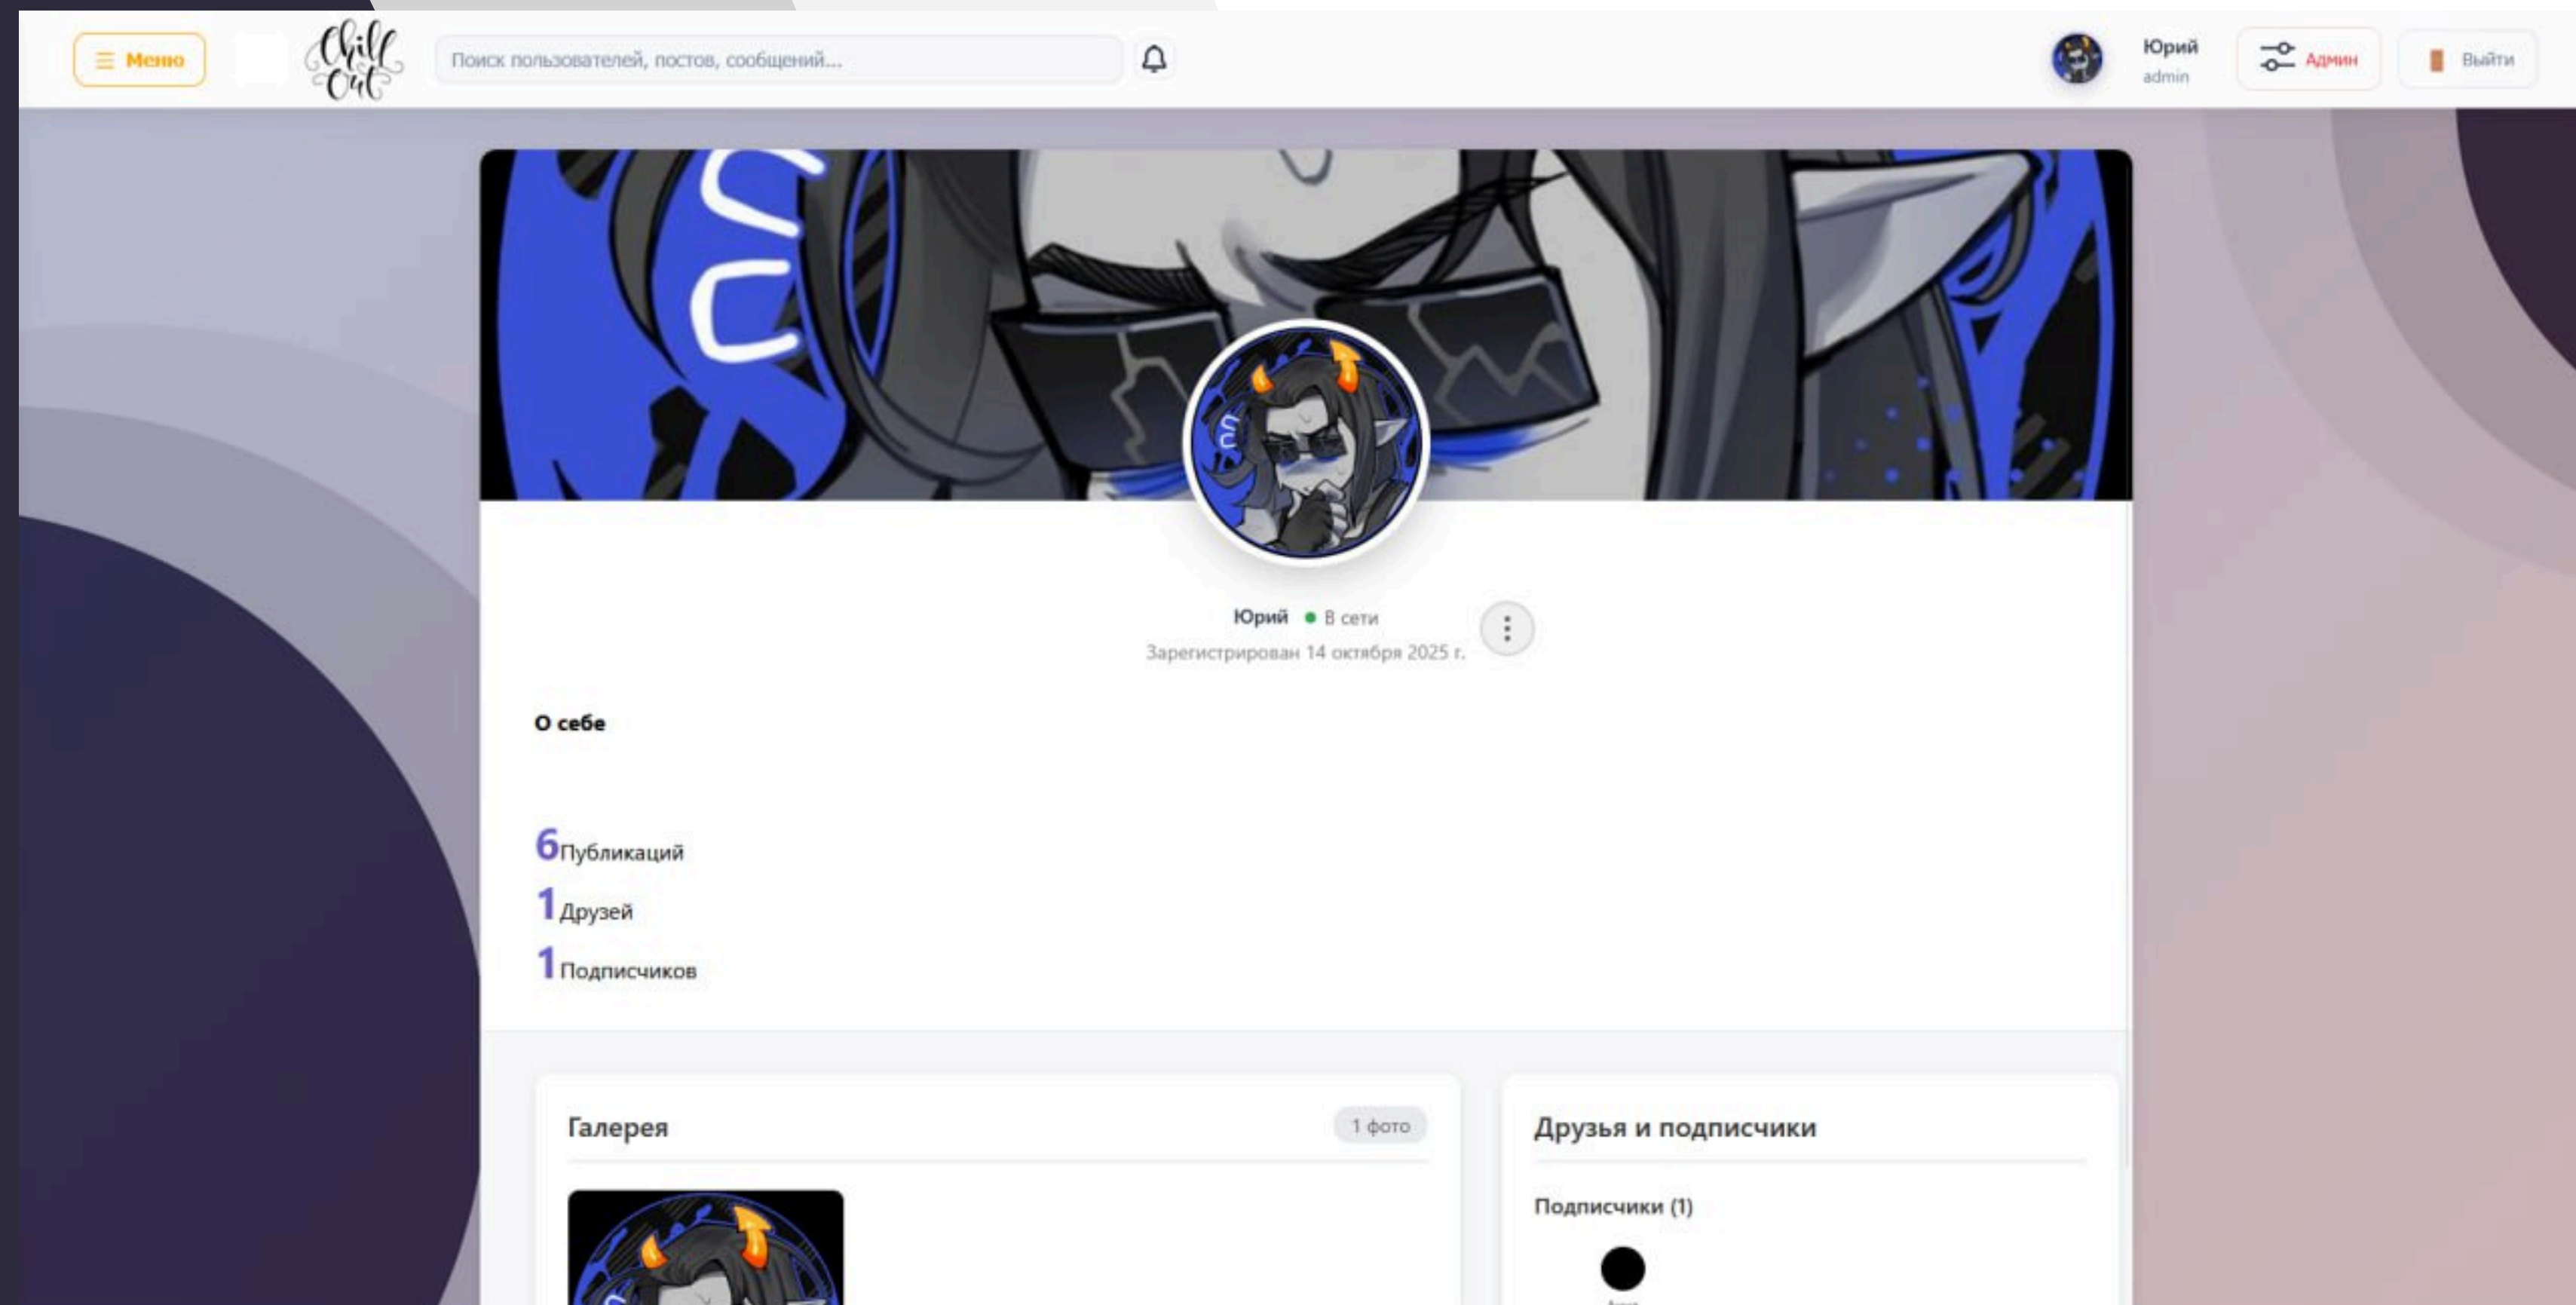 Меню
Chill
Out
Поиск пользователей, постов, сообщений...
Юрий
admin
Админ
Выйти
Юрий В сети
Зарегистрирован 14 октября 2025 г.
О себе
6 Публикаций
1 Друзей
1 Подписчиков
Галерея
1 фото
Друзья и подписчики
Подписчики (1)